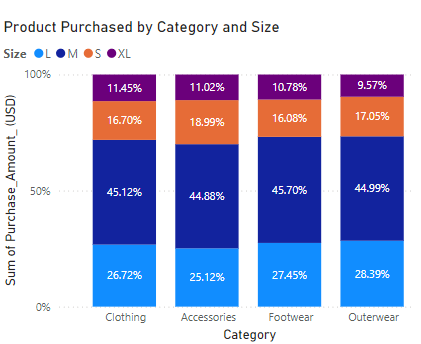 Product Purchased by Category and Size
Size L M S XL
Sum of Purchase_Amount_ (USD)
100%
50%
0%
11.45% 11.02% 10.78% 9.57%
16.70% 18.99% 16.08% 17.05%
45.12% 44.88% 45.70% 44.99%
26.72% 25.12% 27.45% 28.39%
Clothing Accessories Footwear Outerwear
Category